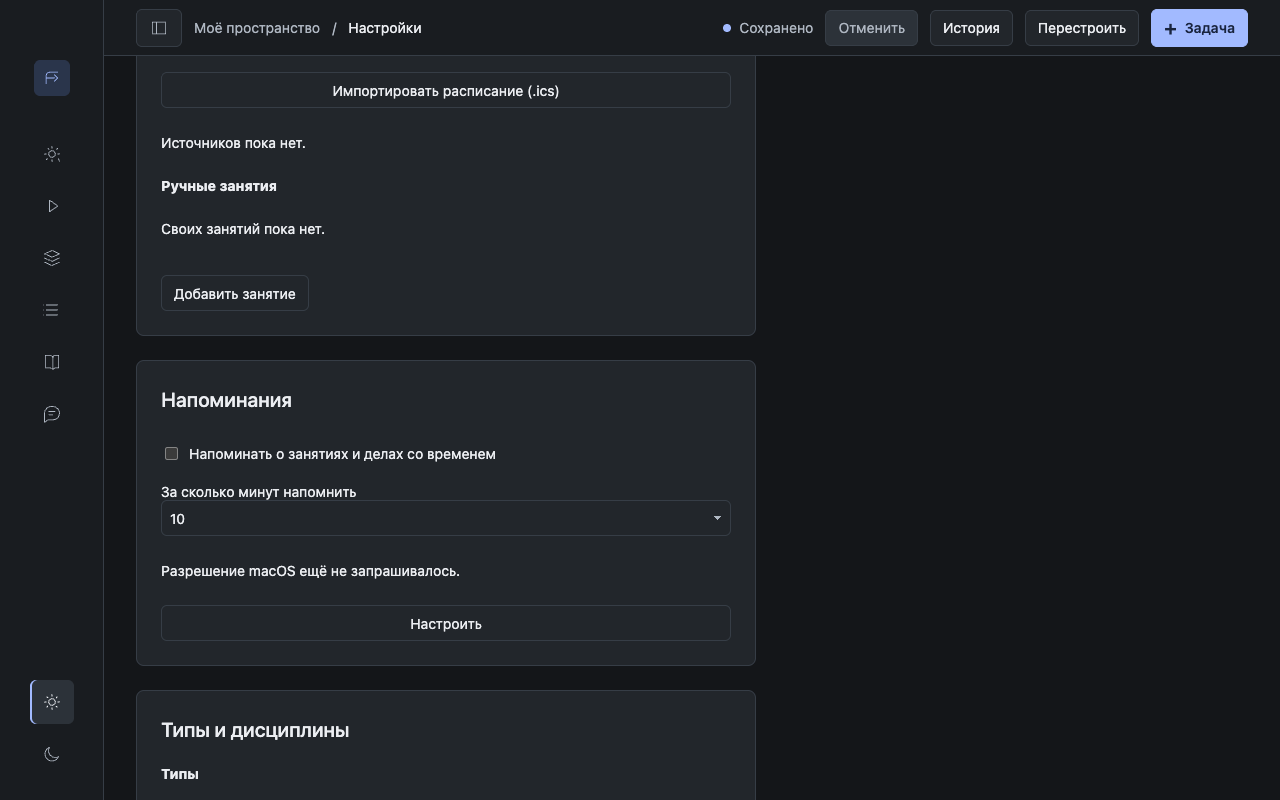 Моё пространство / Настройки
Сохранено
Отменить
История
Перестроить
+ Задача
Импортировать расписание (.ics)
Источников пока нет.
Ручные занятия
Своих занятий пока нет.
Добавить занятие
Напоминания
Напоминать о занятиях и делах со временем
За сколько минут напомнить
10
Разрешение macOS ещё не запрашивалось.
Настроить
Типы и дисциплины
Типы